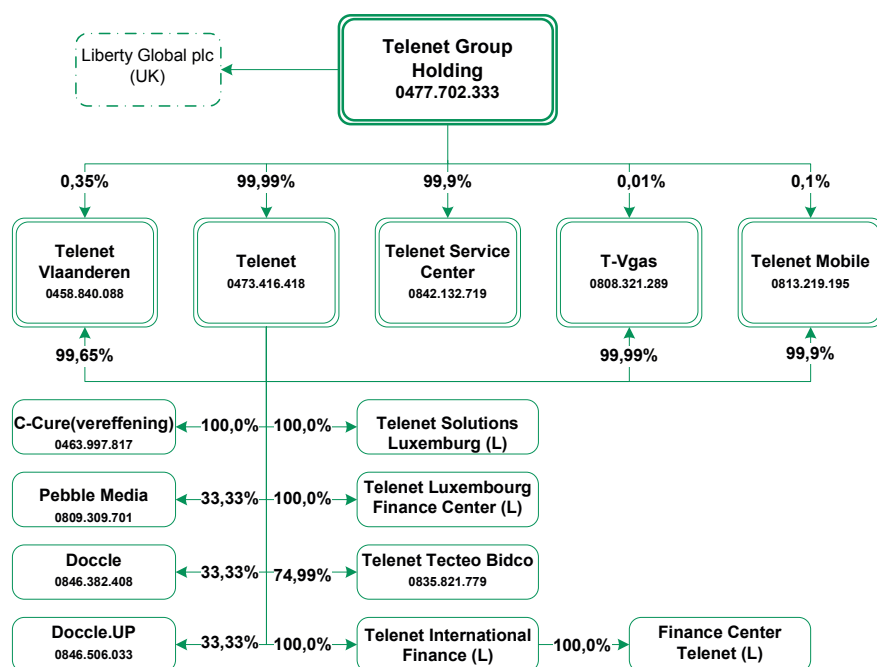 Liberty Global plc
(UK)
Telenet Group
Holding
0477.702.333
0,35%
99,99%
99,9%
0,01%
0,1%
Telenet
Vlaanderen
0458.840.088
Telenet
0473.416.418
Telenet Service
Center
0842.132.719
T-Vgas
0808.321.289
Telenet Mobile
0813.219.195
99,65%
99,99%
99,9%
C-Cure(vereffening)
0463.997.817
100,0%
100,0%
Telenet Solutions
Luxemburg (L)
Pebble Media
0809.309.701
33,33%
100,0%
Telenet Luxembourg
Finance Center (L)
Doccle
0846.382.408
33,33%
74,99%
Telenet Tecteo Bidco
0835.821.779
Doccle.UP
0846.506.033
33,33%
100,0%
Telenet International
Finance (L)
100,0%
Finance Center
Telenet (L)